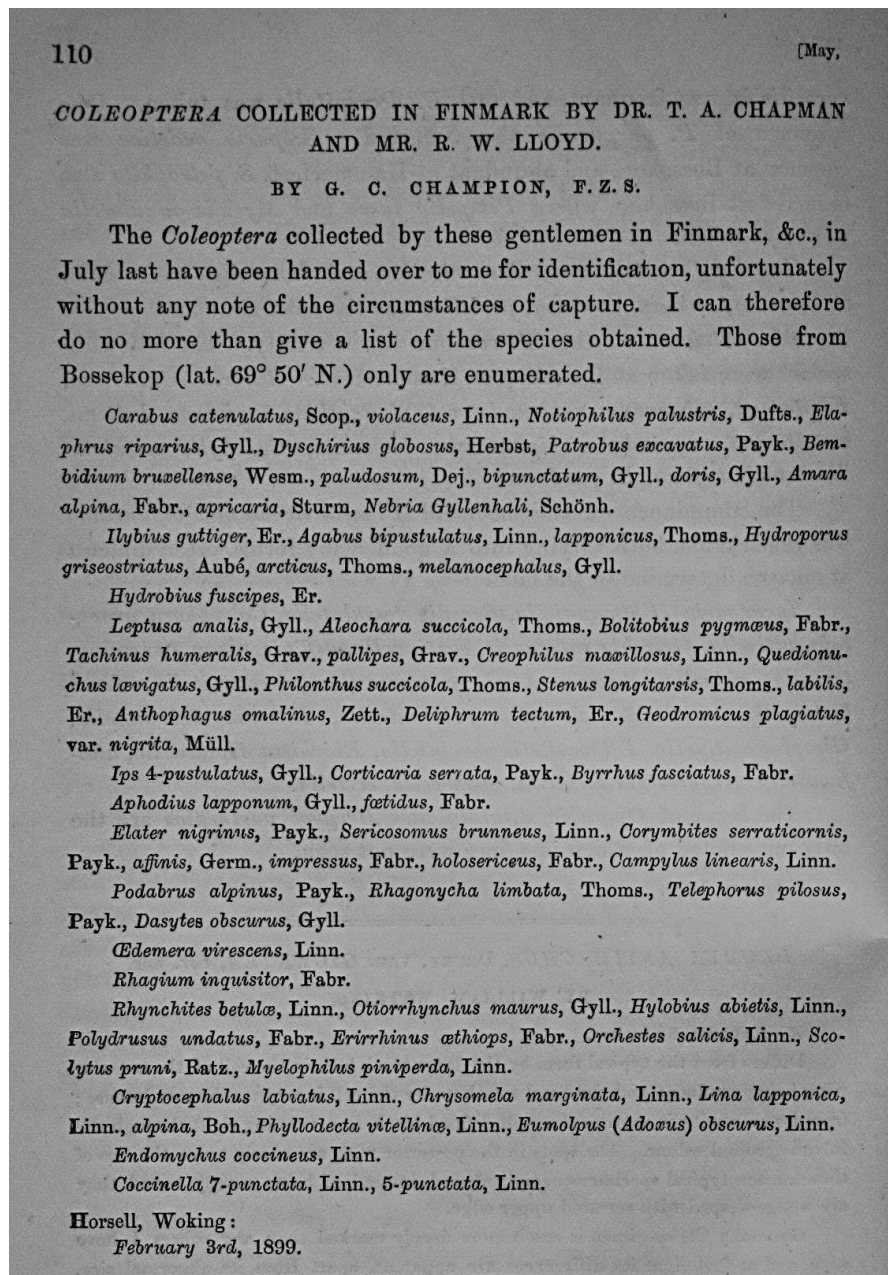 110 [May,
COLEOPTERA COLLECTED IN FINMARK BY DR. T. A. CHAPMAN
AND MR. R. W. LLOYD.
BY G. C. CHAMPION, F. Z. S.
The Coleoptera collected by these gentlemen in Finmark, &c., in
July last have been handed over to me for identification, unfortunately
without any note of the circumstances of capture. I can therefore
do no more than give a list of the species obtained. Those from
Bossekop (lat. 69° 50′ N.) only are enumerated.
Carabus catenulatus, Scop., violaceus, Linn., Notiophilus palustris, Dufts., Ela-
phrus riparius, Gyll., Dyschirius globosus, Herbst, Patrobus excavatus, Payk., Bem-
bidium bruxellense, Wesm., paludosum, Dej., bipunctatum, Gyll., doris, Gyll., Amara
alpina, Fabr., apricaria, Sturm, Nebria Gyllenhali, Schönh.
Ilybius guttiger, Er., Agabus bipustulatus, Linn., lapponicus, Thoms., Hydroporus
griseostriatus, Aubé, arcticus, Thoms., melanocephalus, Gyll.
Hydrobius fuscipes, Er.
Leptusa analis, Gyll., Aleochara succicola, Thoms., Bolitobius pygmæus, Fabr.,
Tachinus humeralis, Grav., pallipes, Grav., Creophilus maxillosus, Linn., Quedionu-
chus lævigatus, Gyll., Philonthus succicola, Thoms., Stenus longitarsis, Thoms., labilis,
Er., Anthophagus omalinus, Zett., Deliphrum tectum, Er., Geodromicus plagiatus,
var. nigrita, Müll.
Ips 4-pustulatus, Gyll., Corticaria serrata, Payk., Byrrhus fasciatus, Fabr.
Aphodius lapponum, Gyll., fœtidus, Fabr.
Elater nigrinus, Payk., Sericosomus brunneus, Linn., Corymbites serraticornis,
Payk., affinis, Germ., impressus, Fabr., holosericeus, Fabr., Campylus linearis, Linn.
Podabrus alpinus, Payk., Rhagonycha limbata, Thoms., Telephorus pilosus,
Payk., Dasytes obscurus, Gyll.
Œdemera virescens, Linn.
Rhagium inquisitor, Fabr.
Rhynchites betulæ, Linn., Otiorrhynchus maurus, Gyll., Hylobius abietis, Linn.,
Polydrusus undatus, Fabr., Erirrhinus æthiops, Fabr., Orchestes salicis, Linn., Sco-
lytus pruni, Ratz., Myelophilus piniperda, Linn.
Cryptocephalus labiatus, Linn., Chrysomela marginata, Linn., Lina lapponica,
Linn., alpina, Boh., Phyllodecta vitellinæ, Linn., Eumolpus (Adoxus) obscurus, Linn.
Endomychus coccineus, Linn.
Coccinella 7-punctata, Linn., 5-punctata, Linn.
Horsell, Woking:
February 3rd, 1899.